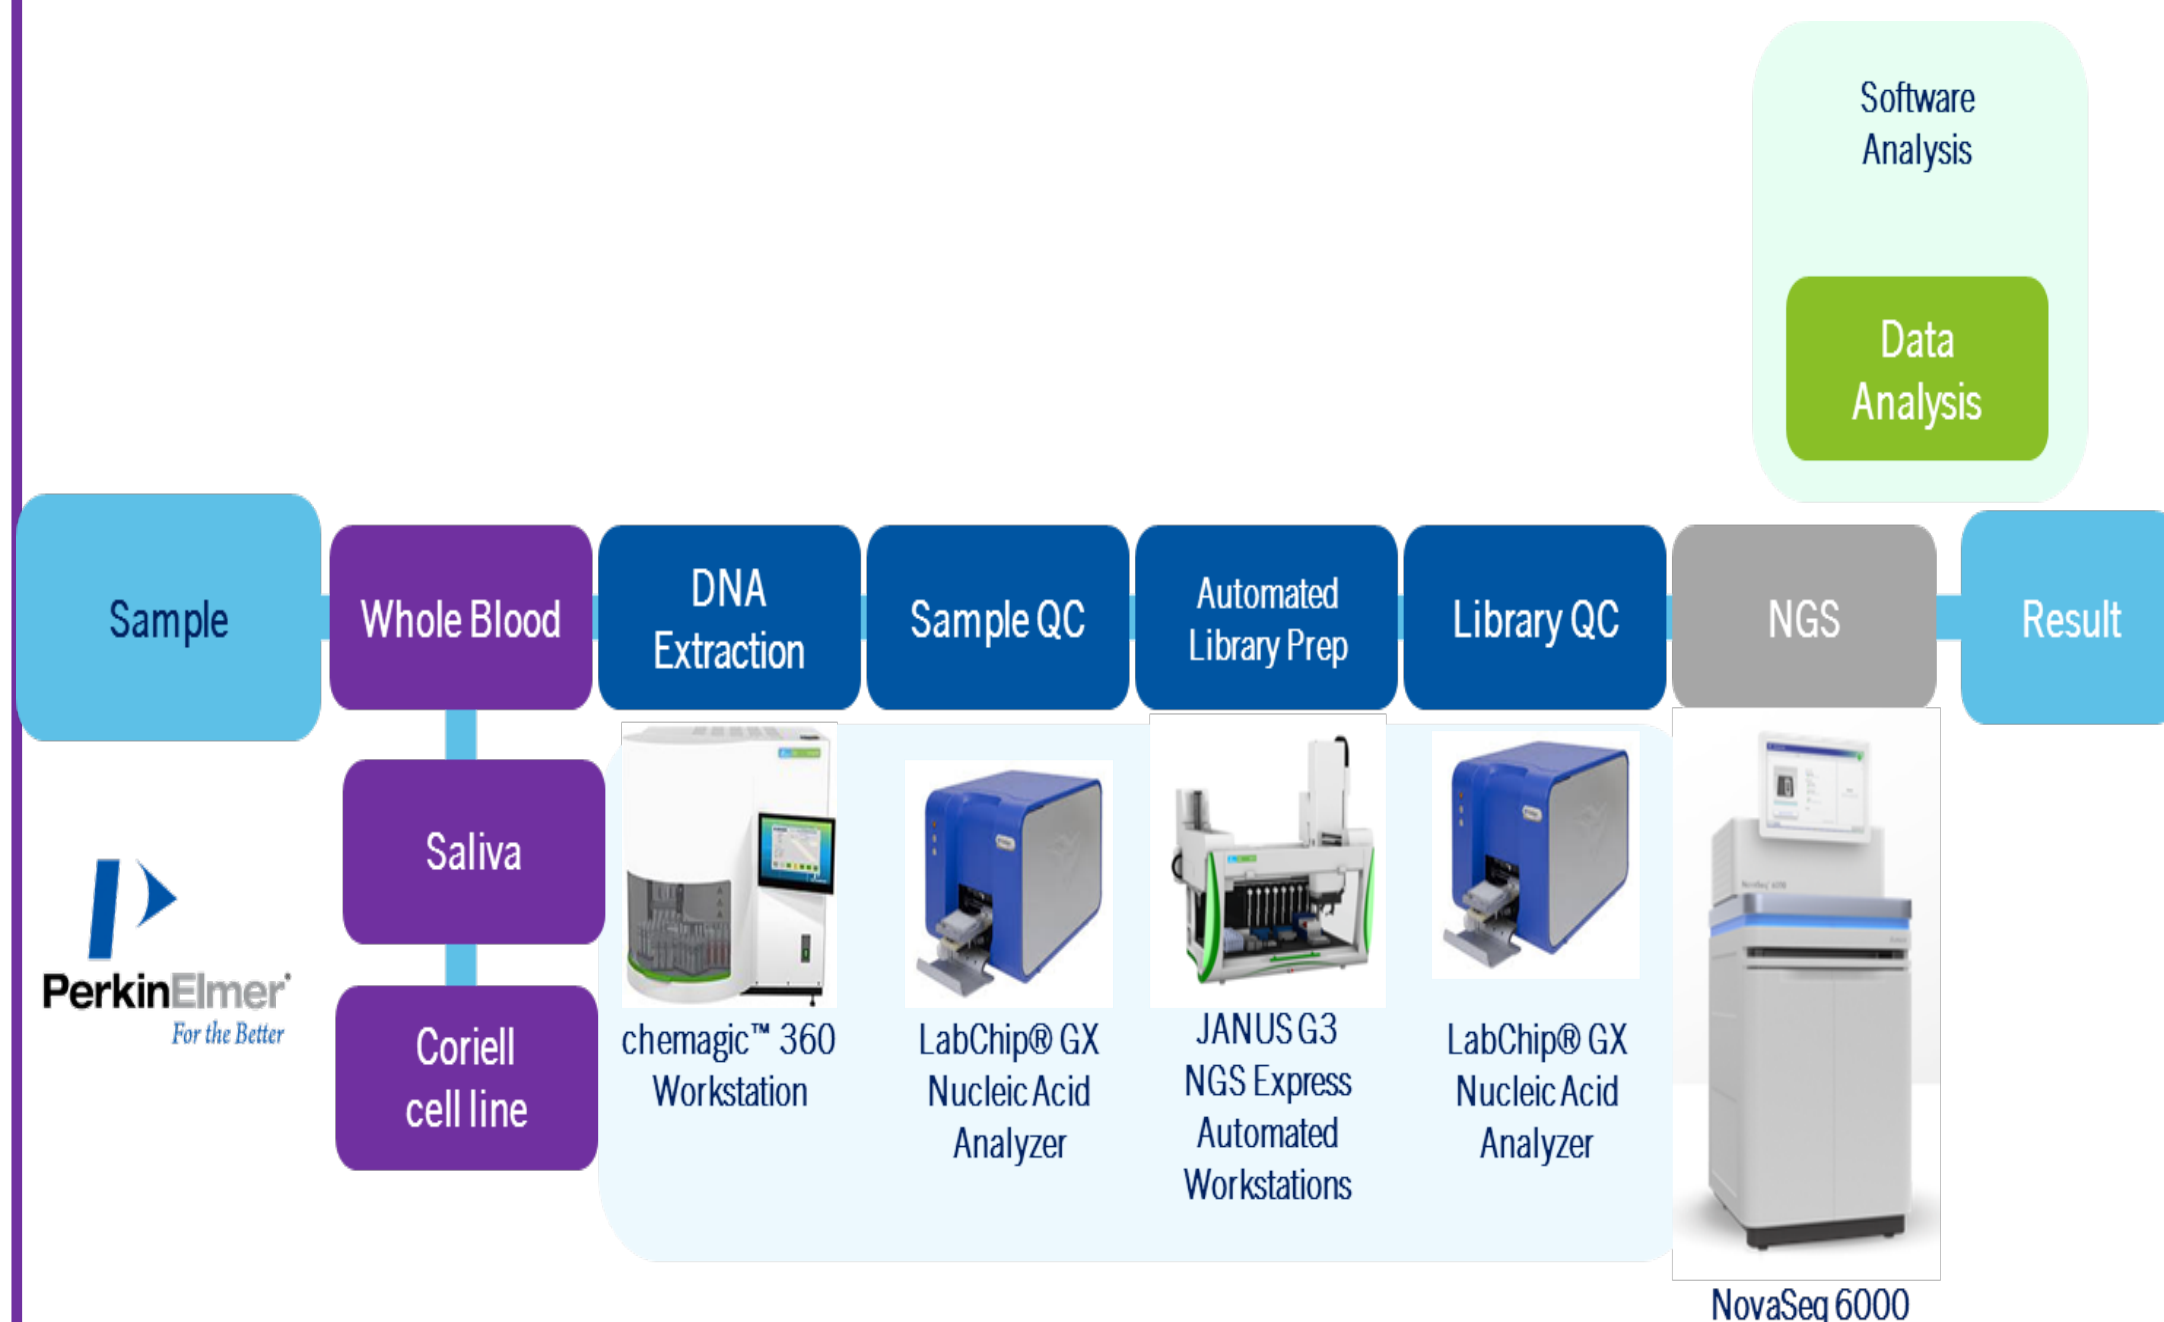 Software
Analysis
Data
Analysis
Sample
Whole Blood
DNA
Extraction
Sample QC
Automated
Library Prep
Library QC
NGS
Result
Saliva
Coriell
cell line
PerkinElmer
For the Better
chemagic™ 360
Workstation
LabChip® GX
Nucleic Acid
Analyzer
JANUS G3
NGS Express
Automated
Workstations
LabChip® GX
Nucleic Acid
Analyzer
NovaSeq 6000